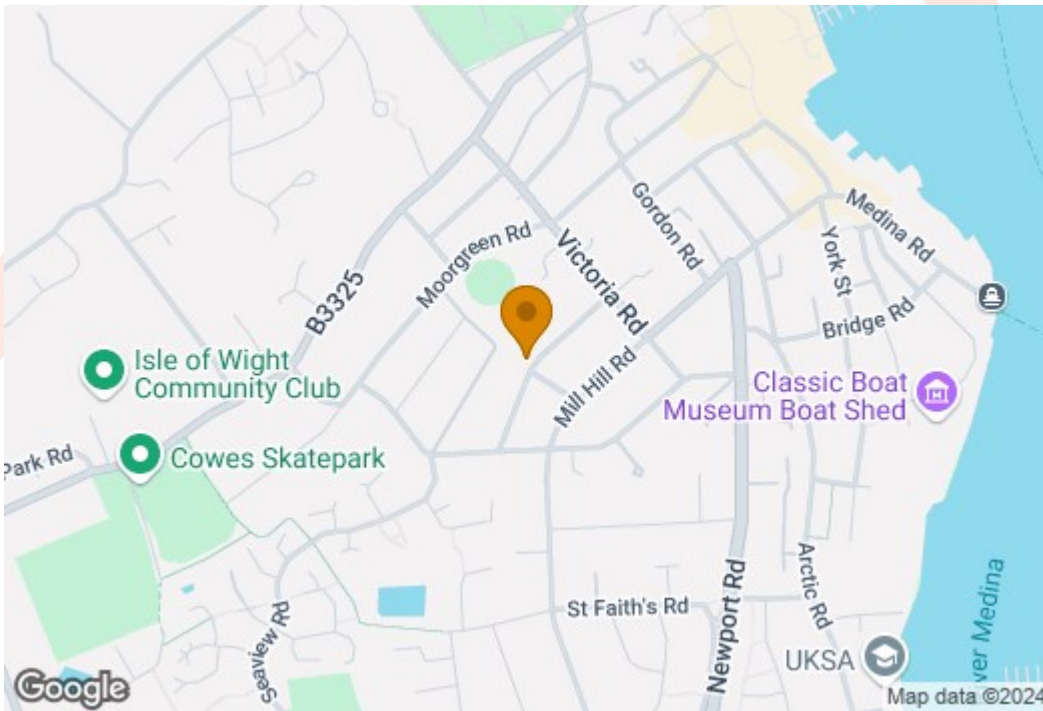 Medina Rd
Gordon Rd
York St
Moorgreen Rd
Victoria Rd
B3325
Bridge Rd
Isle of Wight
Community Club
Mill Hill Rd
Classic Boat
Museum Boat Shed
Park Rd
Cowes Skatepark
Arctic Rd
St Faith's Rd
Newport Rd
Seaview Rd
ver Medina
UKSA
Google
Map data ©2024